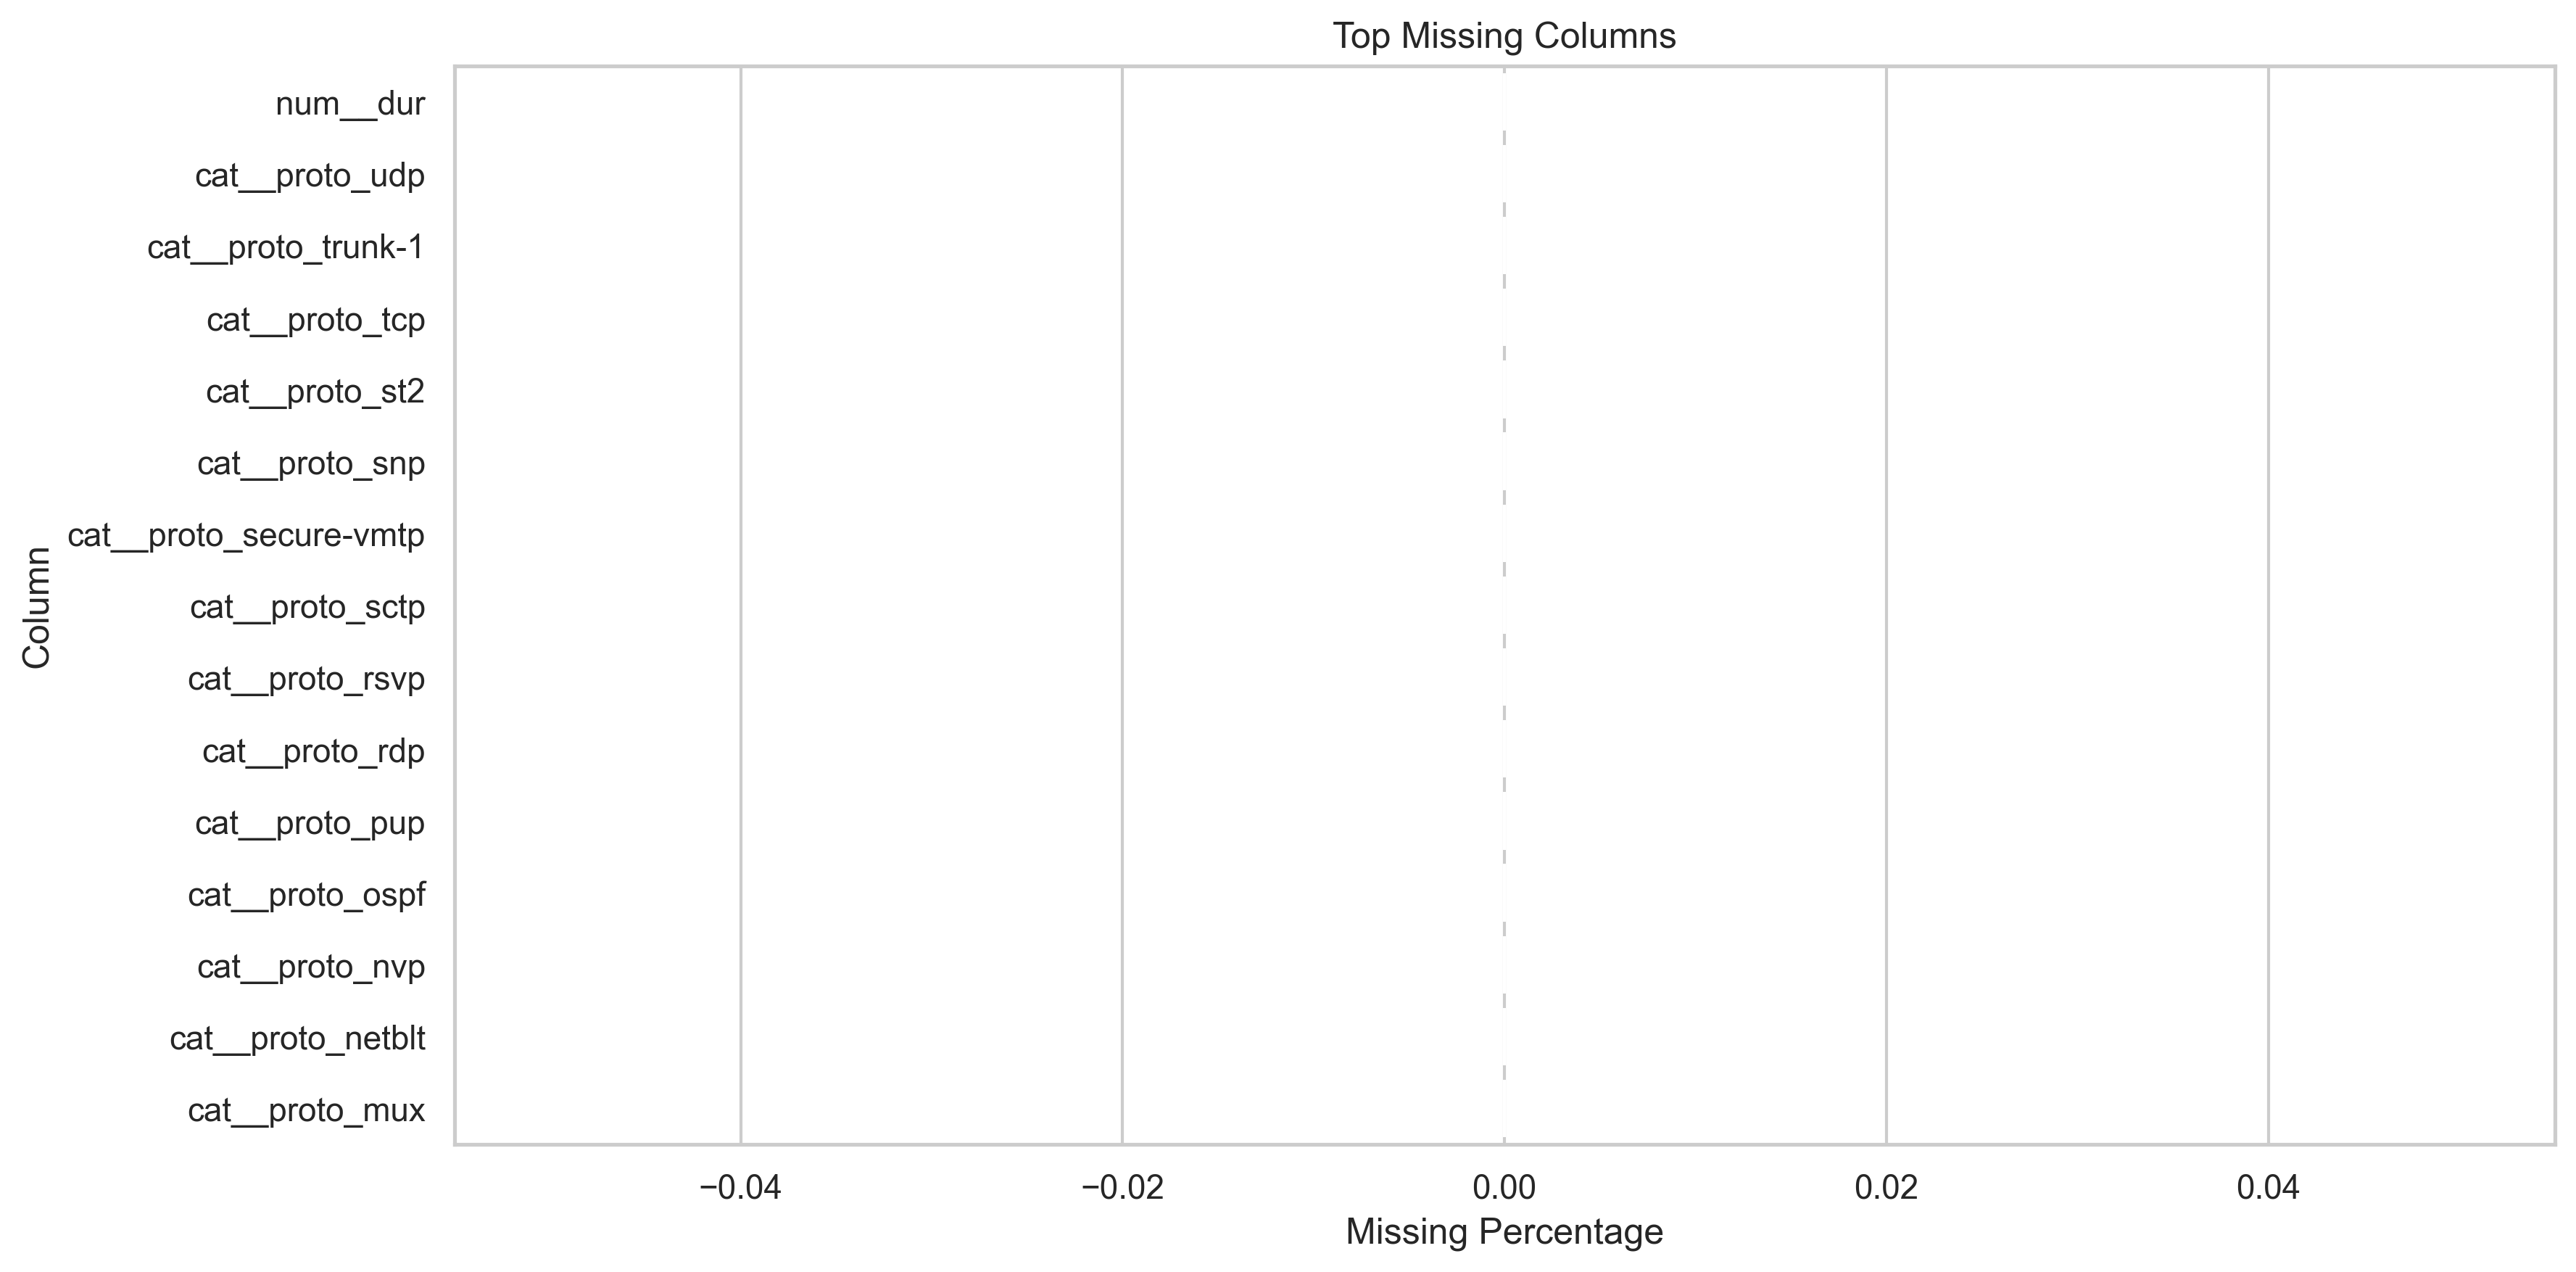 Top Missing Columns
num__dur
cat__proto_udp
cat__proto_trunk-1
cat__proto_tcp
cat__proto_st2
cat__proto_snp
cat__proto_secure-vmtp
cat__proto_sctp
cat__proto_rsvp
cat__proto_rdp
cat__proto_pup
cat__proto_ospf
cat__proto_nvp
cat__proto_netblt
cat__proto_mux
Column
−0.04 −0.02 0.00 0.02 0.04
Missing Percentage